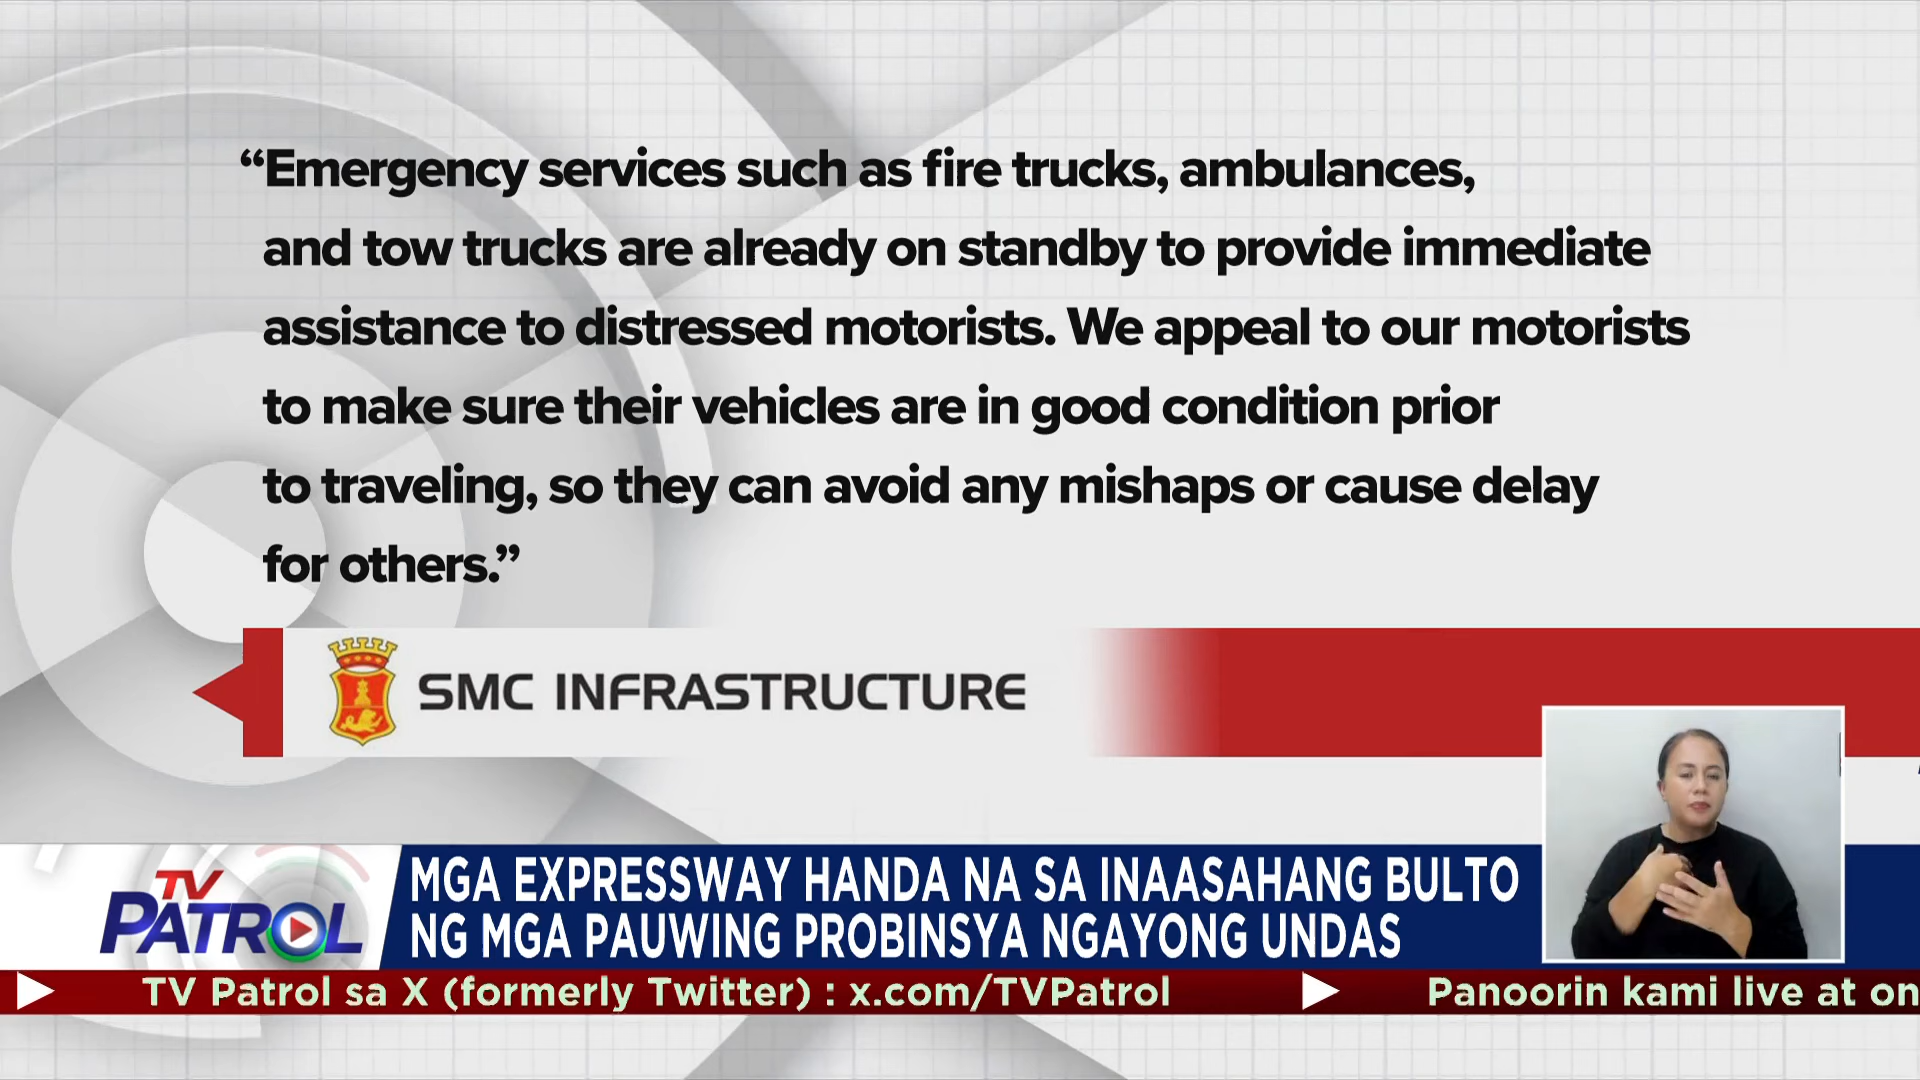 “Emergency services such as fire trucks, ambulances,
and tow trucks are already on standby to provide immediate
assistance to distressed motorists. We appeal to our motorists
to make sure their vehicles are in good condition prior
to traveling, so they can avoid any mishaps or cause delay
for others.”
SMC INFRASTRUCTURE
TV
PATROL
MGA EXPRESSWAY HANDA NA SA INAASAHANG BULTO
NG MGA PAUWING PROBINSYA NGAYONG UNDAS
TV Patrol sa X (formerly Twitter) : x.com/TVPatrol
Panoorin kami live at on